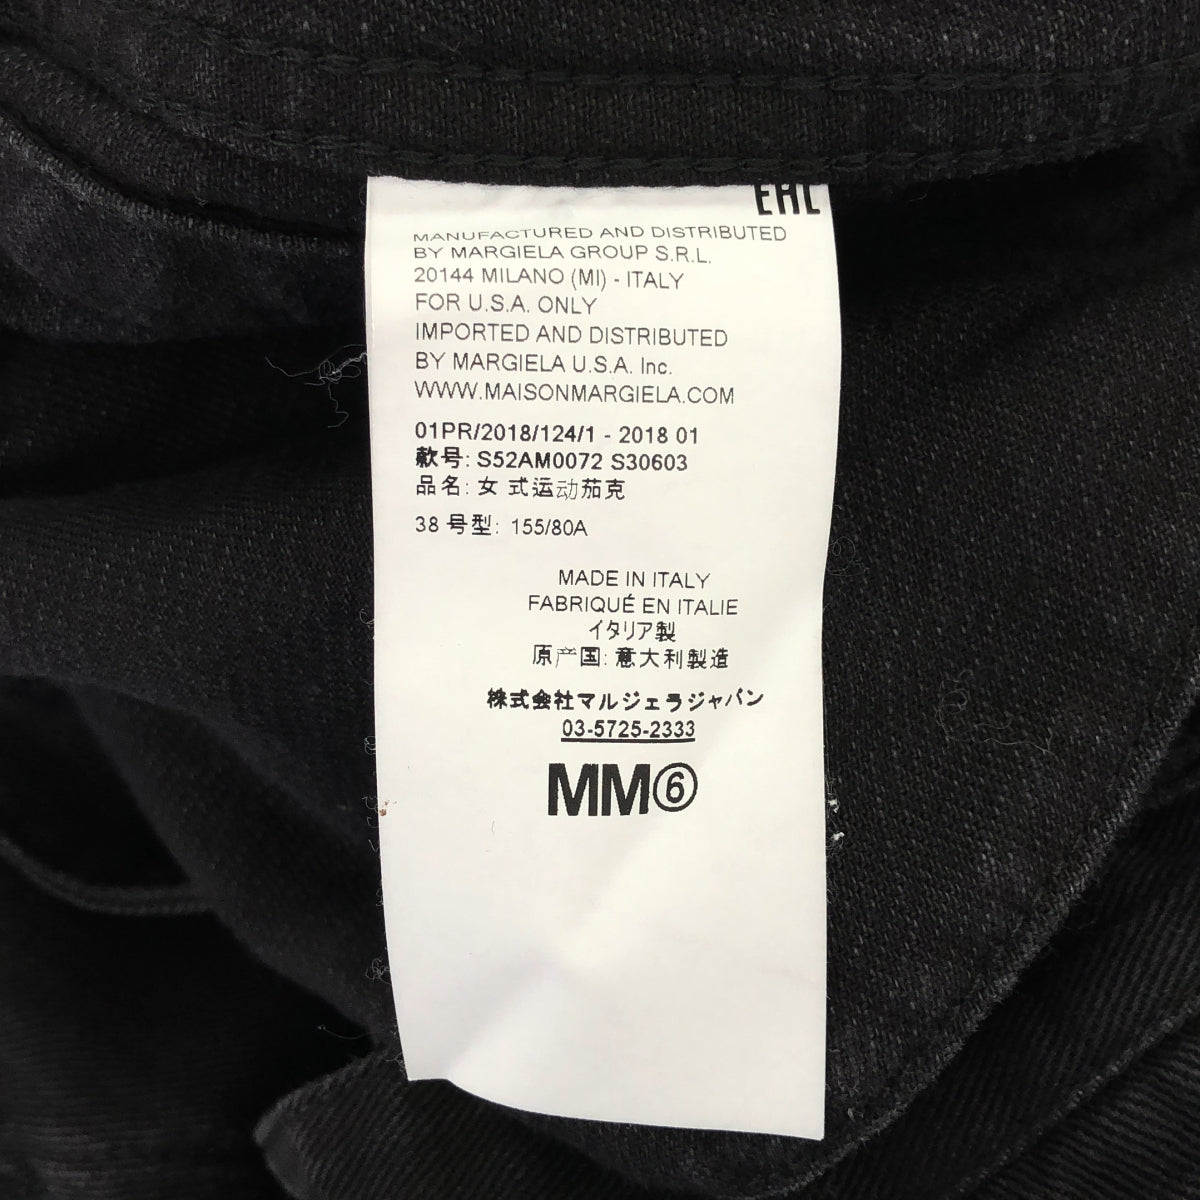 EAC
MANUFACTURED AND DISTRIBUTED
BY MARGIELA GROUP S.R.L.
20144 MILANO (MI) - ITALY
FOR U.S.A. ONLY
IMPORTED AND DISTRIBUTED
BY MARGIELA U.S.A. Inc.
WWW.MAISONMARGIELA.COM
01PR/2018/124/1 - 2018 01
款号: S52AM0072 S30603
品名: 女 式运动茄克
38 号型: 155/80A
MADE IN ITALY
FABRIQUÉ EN ITALIE
イタリア製
原产国: 意大利製造
株式会社マルジェラジャパン
03-5725-2333
MM⑥